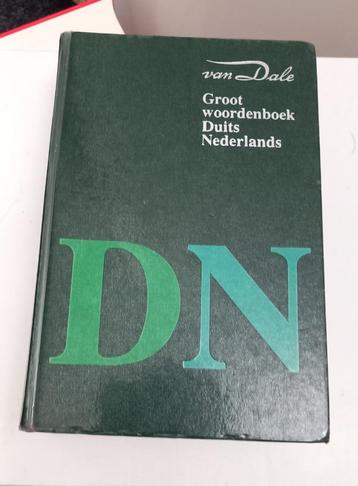 van Dale
Groot
woordenboek
Duits
Nederlands
DN